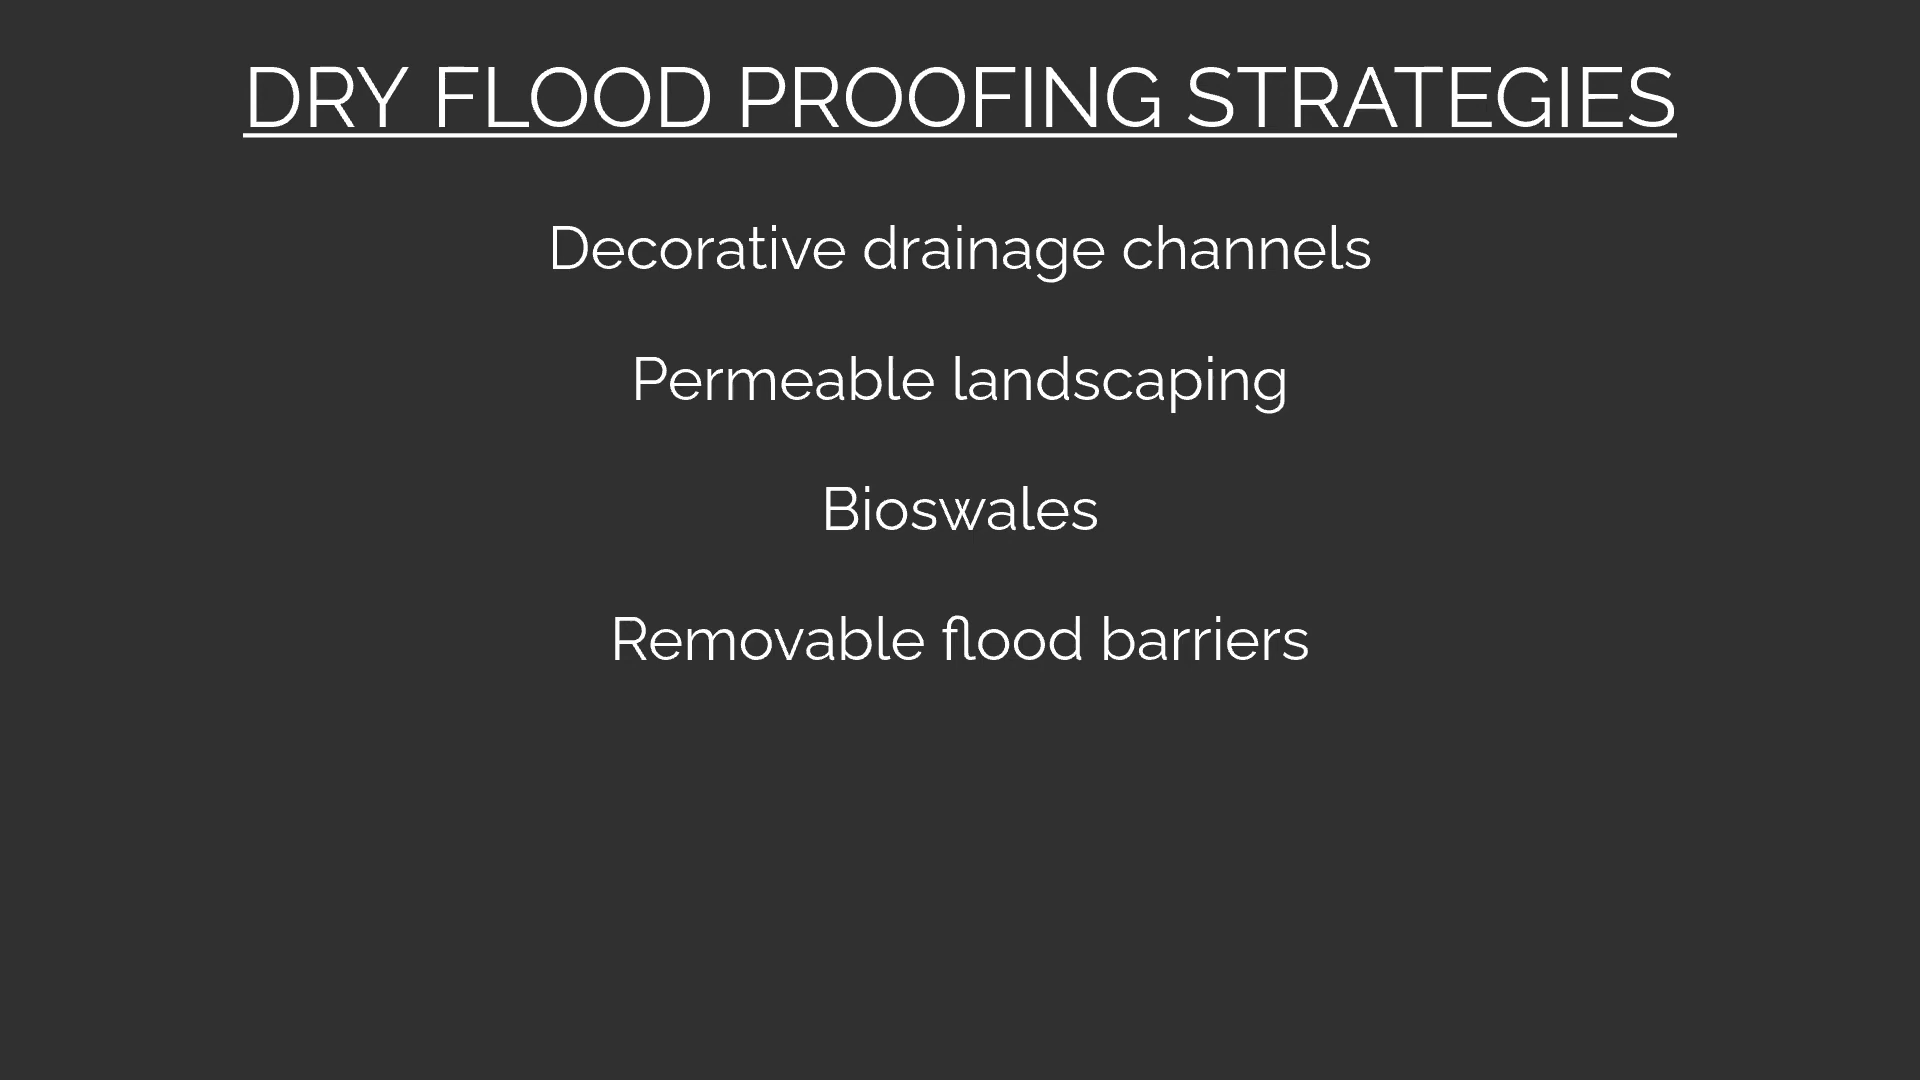 DRY FLOOD PROOFING STRATEGIES
Decorative drainage channels
Permeable landscaping
Bioswales
Removable flood barriers